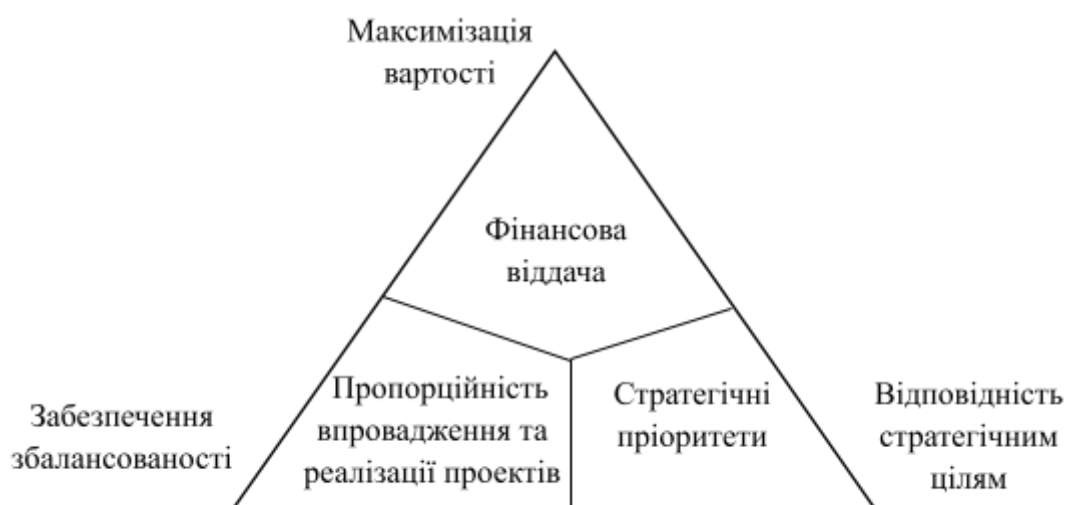 Максимізація
вартості
Фінансова
віддача
Забезпечення
збалансованості
Пропорційність
впровадження та
реалізації проектів
Стратегічні
пріоритети
Відповідність
стратегічним
цілям